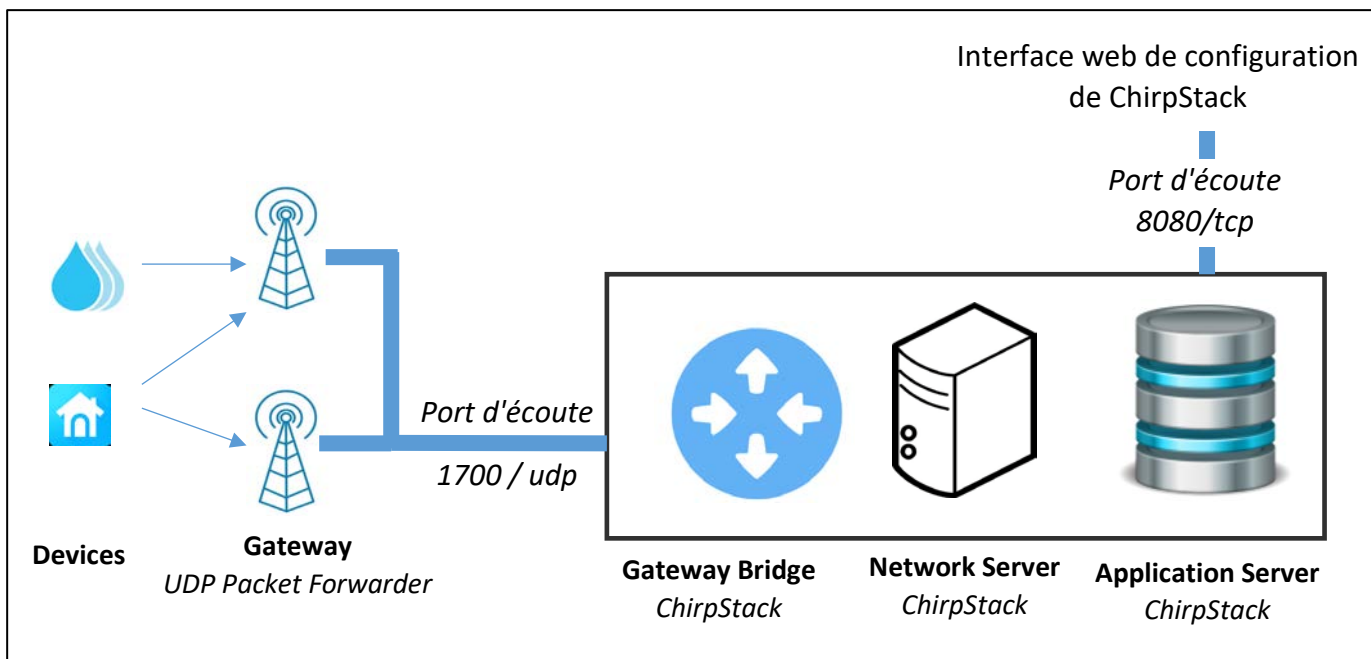 Interface web de configuration
de ChirpStack
Port d'écoute
8080/tcp
Port d'écoute
1700 / udp
Devices
Gateway
UDP Packet Forwarder
Gateway Bridge
ChirpStack
Network Server
ChirpStack
Application Server
ChirpStack